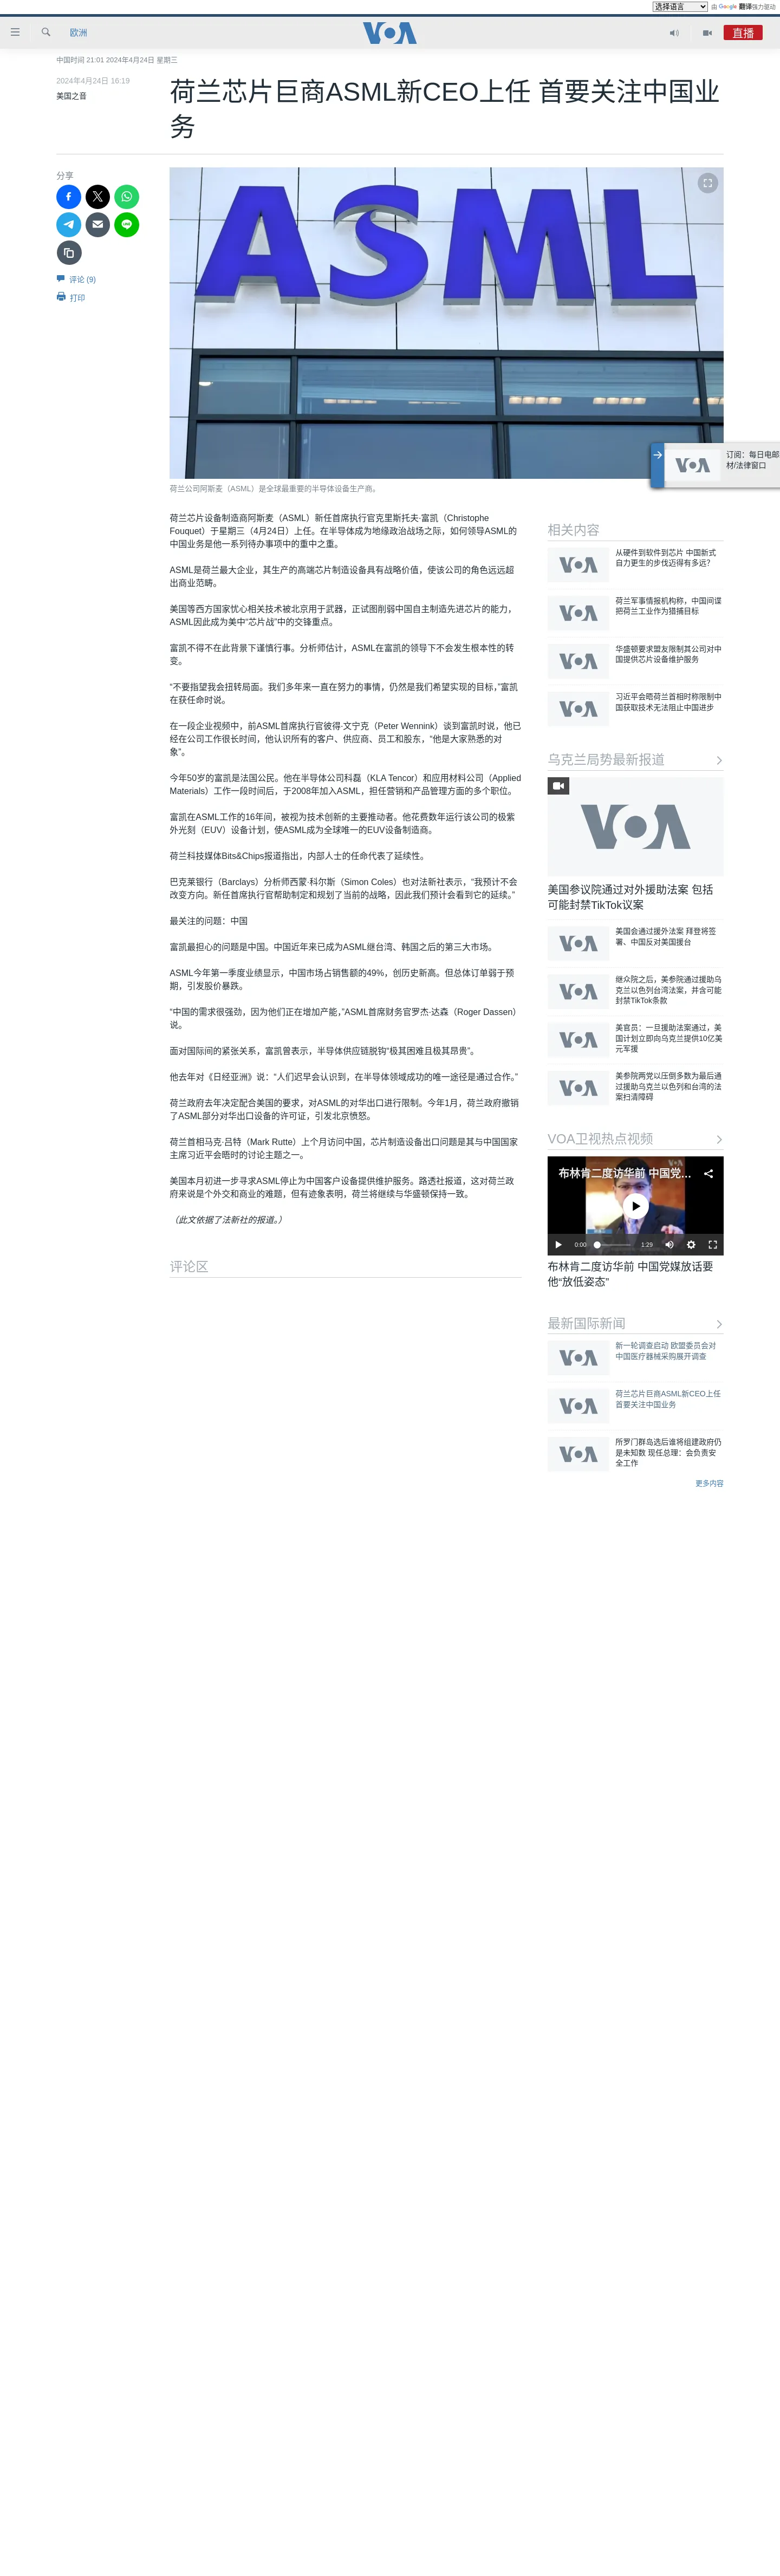 选择语言
由 Google 翻译强力驱动
欧洲
VOA
直播
中国时间 21:01 2024年4月24日 星期三
2024年4月24日 16:19
美国之音
荷兰芯片巨商ASML新CEO上任 首要关注中国业
务
分享
评论 (9)
打印
ASML
荷兰公司阿斯麦（ASML）是全球最重要的半导体设备生产商。
订阅：每日电邮
材/法律窗口
荷兰芯片设备制造商阿斯麦（ASML）新任首席执行官克里斯托夫·富凯（Christophe
Fouquet）于星期三（4月24日）上任。在半导体成为地缘政治战场之际，如何领导ASML的
中国业务是他一系列待办事项中的重中之重。
ASML是荷兰最大企业，其生产的高端芯片制造设备具有战略价值，使该公司的角色远远超
出商业范畴。
美国等西方国家忧心相关技术被北京用于武器，正试图削弱中国自主制造先进芯片的能力，
ASML因此成为美中“芯片战”中的交锋重点。
富凯不得不在此背景下谨慎行事。分析师估计，ASML在富凯的领导下不会发生根本性的转
变。
“不要指望我会扭转局面。我们多年来一直在努力的事情，仍然是我们希望实现的目标，”富凯
在获任命时说。
在一段企业视频中，前ASML首席执行官彼得·文宁克（Peter Wennink）谈到富凯时说，他已
经在公司工作很长时间，他认识所有的客户、供应商、员工和股东，“他是大家熟悉的对
象”。
今年50岁的富凯是法国公民。他在半导体公司科磊（KLA Tencor）和应用材料公司（Applied
Materials）工作一段时间后，于2008年加入ASML，担任营销和产品管理方面的多个职位。
富凯在ASML工作的16年间，被视为技术创新的主要推动者。他花费数年运行该公司的极紫
外光刻（EUV）设备计划，使ASML成为全球唯一的EUV设备制造商。
荷兰科技媒体Bits&Chips报道指出，内部人士的任命代表了延续性。
巴克莱银行（Barclays）分析师西蒙·科尔斯（Simon Coles）也对法新社表示，“我预计不会
改变方向。新任首席执行官帮助制定和规划了当前的战略，因此我们预计会看到它的延续。”
最关注的问题：中国
富凯最担心的问题是中国。中国近年来已成为ASML继台湾、韩国之后的第三大市场。
ASML今年第一季度业绩显示，中国市场占销售额的49%，创历史新高。但总体订单弱于预
期，引发股价暴跌。
“中国的需求很强劲，因为他们正在增加产能，”ASML首席财务官罗杰·达森（Roger Dassen）
说。
面对国际间的紧张关系，富凯曾表示，半导体供应链脱钩“极其困难且极其昂贵”。
他去年对《日经亚洲》说：“人们迟早会认识到，在半导体领域成功的唯一途径是通过合作。”
荷兰政府去年决定配合美国的要求，对ASML的对华出口进行限制。今年1月，荷兰政府撤销
了ASML部分对华出口设备的许可证，引发北京愤怒。
荷兰首相马克·吕特（Mark Rutte）上个月访问中国，芯片制造设备出口问题是其与中国国家
主席习近平会晤时的讨论主题之一。
美国本月初进一步寻求ASML停止为中国客户设备提供维护服务。路透社报道，这对荷兰政
府来说是个外交和商业的难题，但有迹象表明，荷兰将继续与华盛顿保持一致。
（此文依据了法新社的报道。）
评论区
相关内容
VOA
从硬件到软件到芯片 中国新式
自力更生的步伐迈得有多远？
VOA
荷兰军事情报机构称，中国间谍
把荷兰工业作为猎捕目标
VOA
华盛顿要求盟友限制其公司对中
国提供芯片设备维护服务
VOA
习近平会晤荷兰首相时称限制中
国获取技术无法阻止中国进步
乌克兰局势最新报道
VOA
美国参议院通过对外援助法案 包括
可能封禁TikTok议案
VOA
美国会通过援外法案 拜登将签
署、中国反对美国援台
VOA
继众院之后，美参院通过援助乌
克兰以色列台湾法案，并含可能
封禁TikTok条款
VOA
美官员：一旦援助法案通过，美
国计划立即向乌克兰提供10亿美
元军援
VOA
美参院两党以压倒多数为最后通
过援助乌克兰以色列和台湾的法
案扫清障碍
VOA卫视热点视频
布林肯二度访华前 中国党...
VOA
0:00
1:29
布林肯二度访华前 中国党媒放话要
他“放低姿态”
最新国际新闻
VOA
新一轮调查启动 欧盟委员会对
中国医疗器械采购展开调查
VOA
荷兰芯片巨商ASML新CEO上任
首要关注中国业务
VOA
所罗门群岛选后谁将组建政府仍
是未知数 现任总理：会负责安
全工作
更多内容